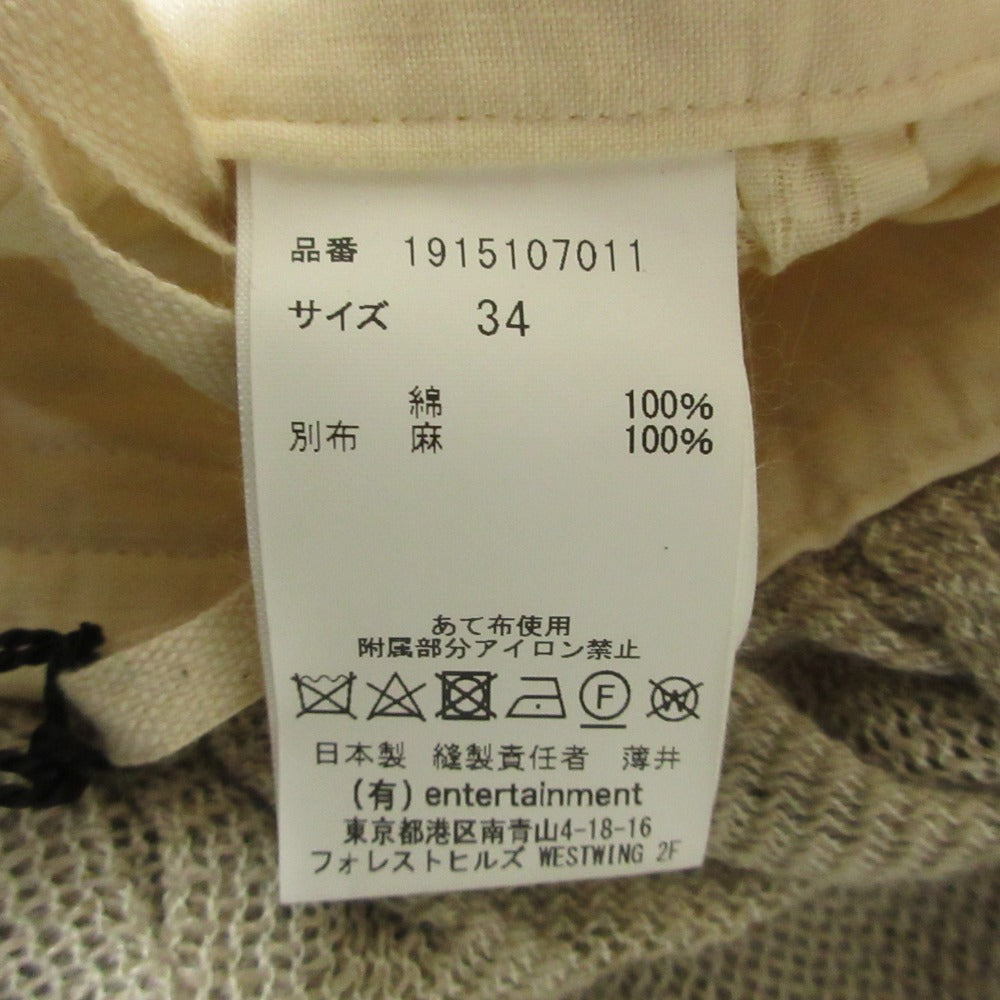 品番 1915107011
サイズ 34
綿 100%
別布 麻 100%
あて布使用
附属部分アイロン禁止
F W
日本製 縫製責任者 薄井
(有) entertainment
東京都港区南青山4-18-16
フォレストヒルズ WESTWING 2F